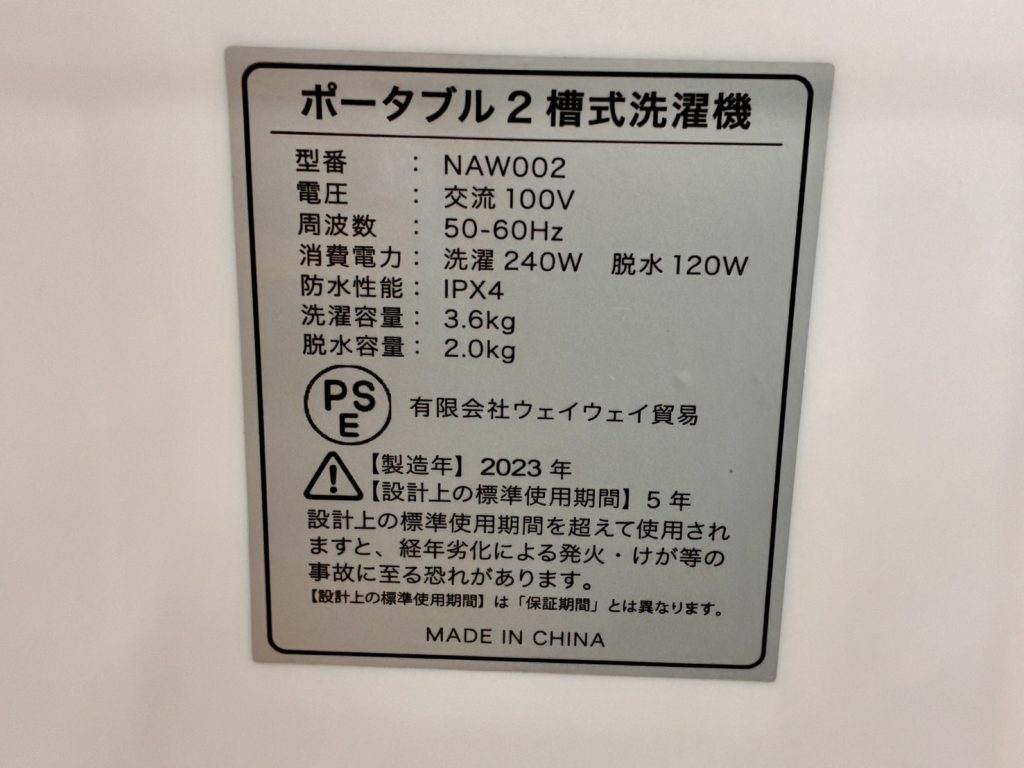 ポータブル2槽式洗濯機
型番 : NAW002
電圧 : 交流 100V
周波数 : 50-60Hz
消費電力 : 洗濯 240W 脱水 120W
防水性能 : IPX4
洗濯容量 : 3.6kg
脱水容量 : 2.0kg
PSE 有限会社ウェイウェイ貿易
【製造年】2023 年
【設計上の標準使用期間】5 年
設計上の標準使用期間を超えて使用され
ますと、経年劣化による発火・けが等の
事故に至る恐れがあります。
【設計上の標準使用期間】は「保証期間」とは異なります。
MADE IN CHINA